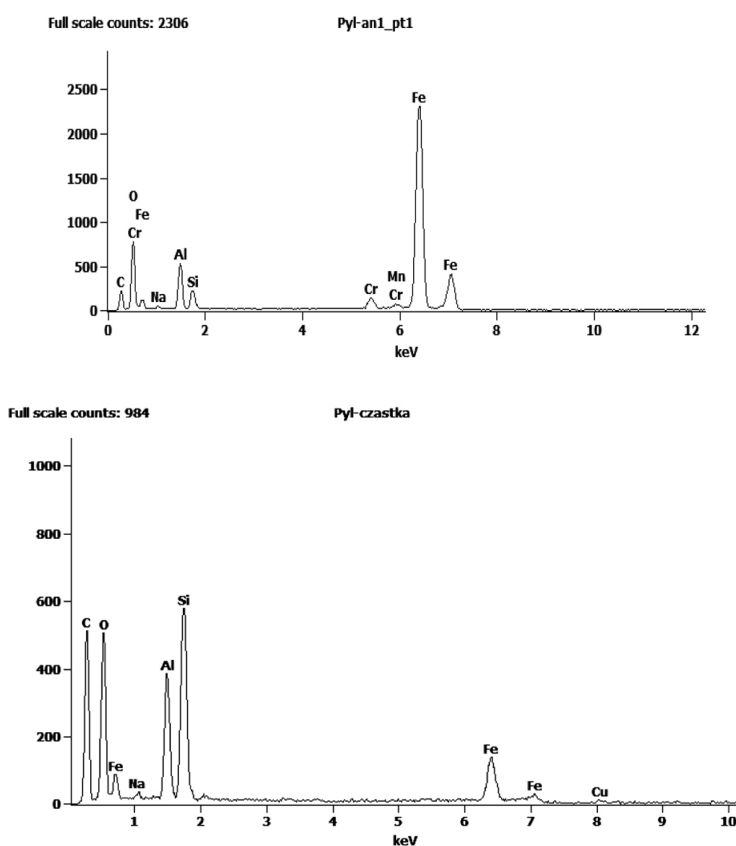 Full scale counts: 2306 Pyl-an1_pt1
2500
2000
1500
1000
500
0
Fe
O
Fe
Cr
C
Na
Al
Si
Cr
Mn
Cr
Fe
0 2 4 6 8 10 12
keV
Full scale counts: 984 Pyl-czastka
1000
800
600
400
200
0
C
O
Fe
Na
Al
Si
Fe
Fe
Cu
1 2 3 4 5 6 7 8 9 10
keV